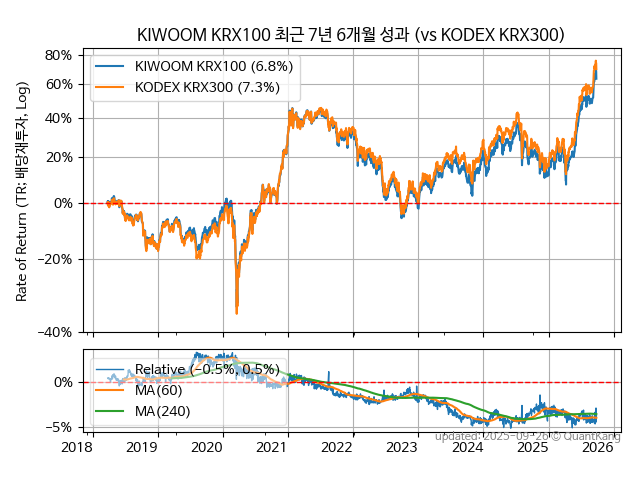 KIWOOM KRX100 최근 7년 6개월 성과 (vs KODEX KRX300)
80%
60%
40%
20%
0%
−20%
−40%
Rate of Return (TR: 배당재투자, Log)
KIWOOM KRX100 (6.8%)
KODEX KRX300 (7.3%)
0%
−5%
Relative (−0.5%, 0.5%)
MA(60)
MA(240)
updated: 2025-09-26 © QuantKang
2018 2019 2020 2021 2022 2023 2024 2025 2026